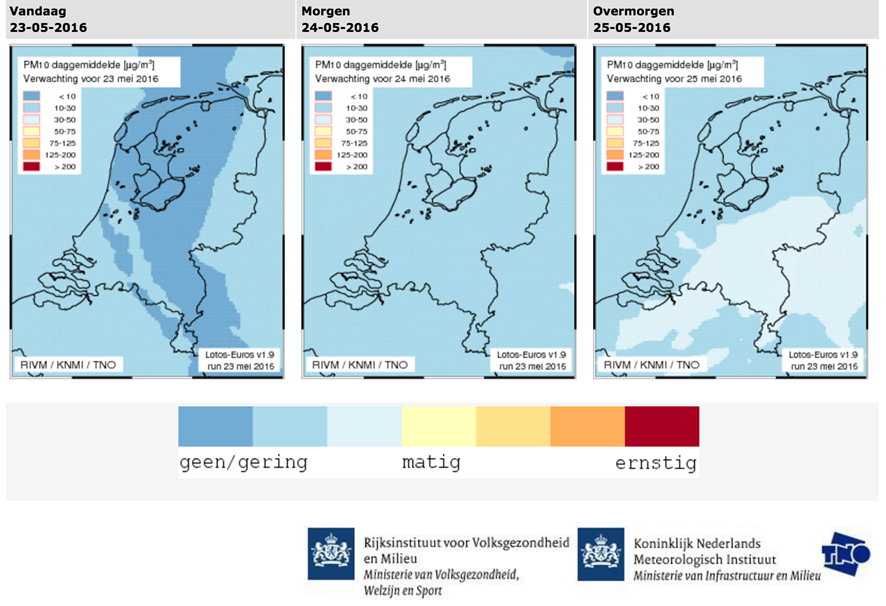 Vandaag
23-05-2016
Morgen
24-05-2016
Overmorgen
25-05-2016
PM10 daggemiddelde [µg/m³]
Verwachting voor 23 mei 2016
< 10
10-30
30-50
50-75
75-125
125-200
> 200
RIVM / KNMI / TNO
Lotos-Euros v1.9
run 23 mei 2016
PM10 daggemiddelde [µg/m³]
Verwachting voor 24 mei 2016
< 10
10-30
30-50
50-75
75-125
125-200
> 200
RIVM / KNMI / TNO
Lotos-Euros v1.9
run 23 mei 2016
PM10 daggemiddelde [µg/m³]
Verwachting voor 25 mei 2016
< 10
10-30
30-50
50-75
75-125
125-200
> 200
RIVM / KNMI / TNO
Lotos-Euros v1.9
run 23 mei 2016
geen/gering matig ernstig
Rijksinstituut voor Volksgezondheid
en Milieu
Ministerie van Volksgezondheid,
Welzijn en Sport
Koninklijk Nederlands
Meteorologisch Instituut
Ministerie van Infrastructuur en Milieu
TNO